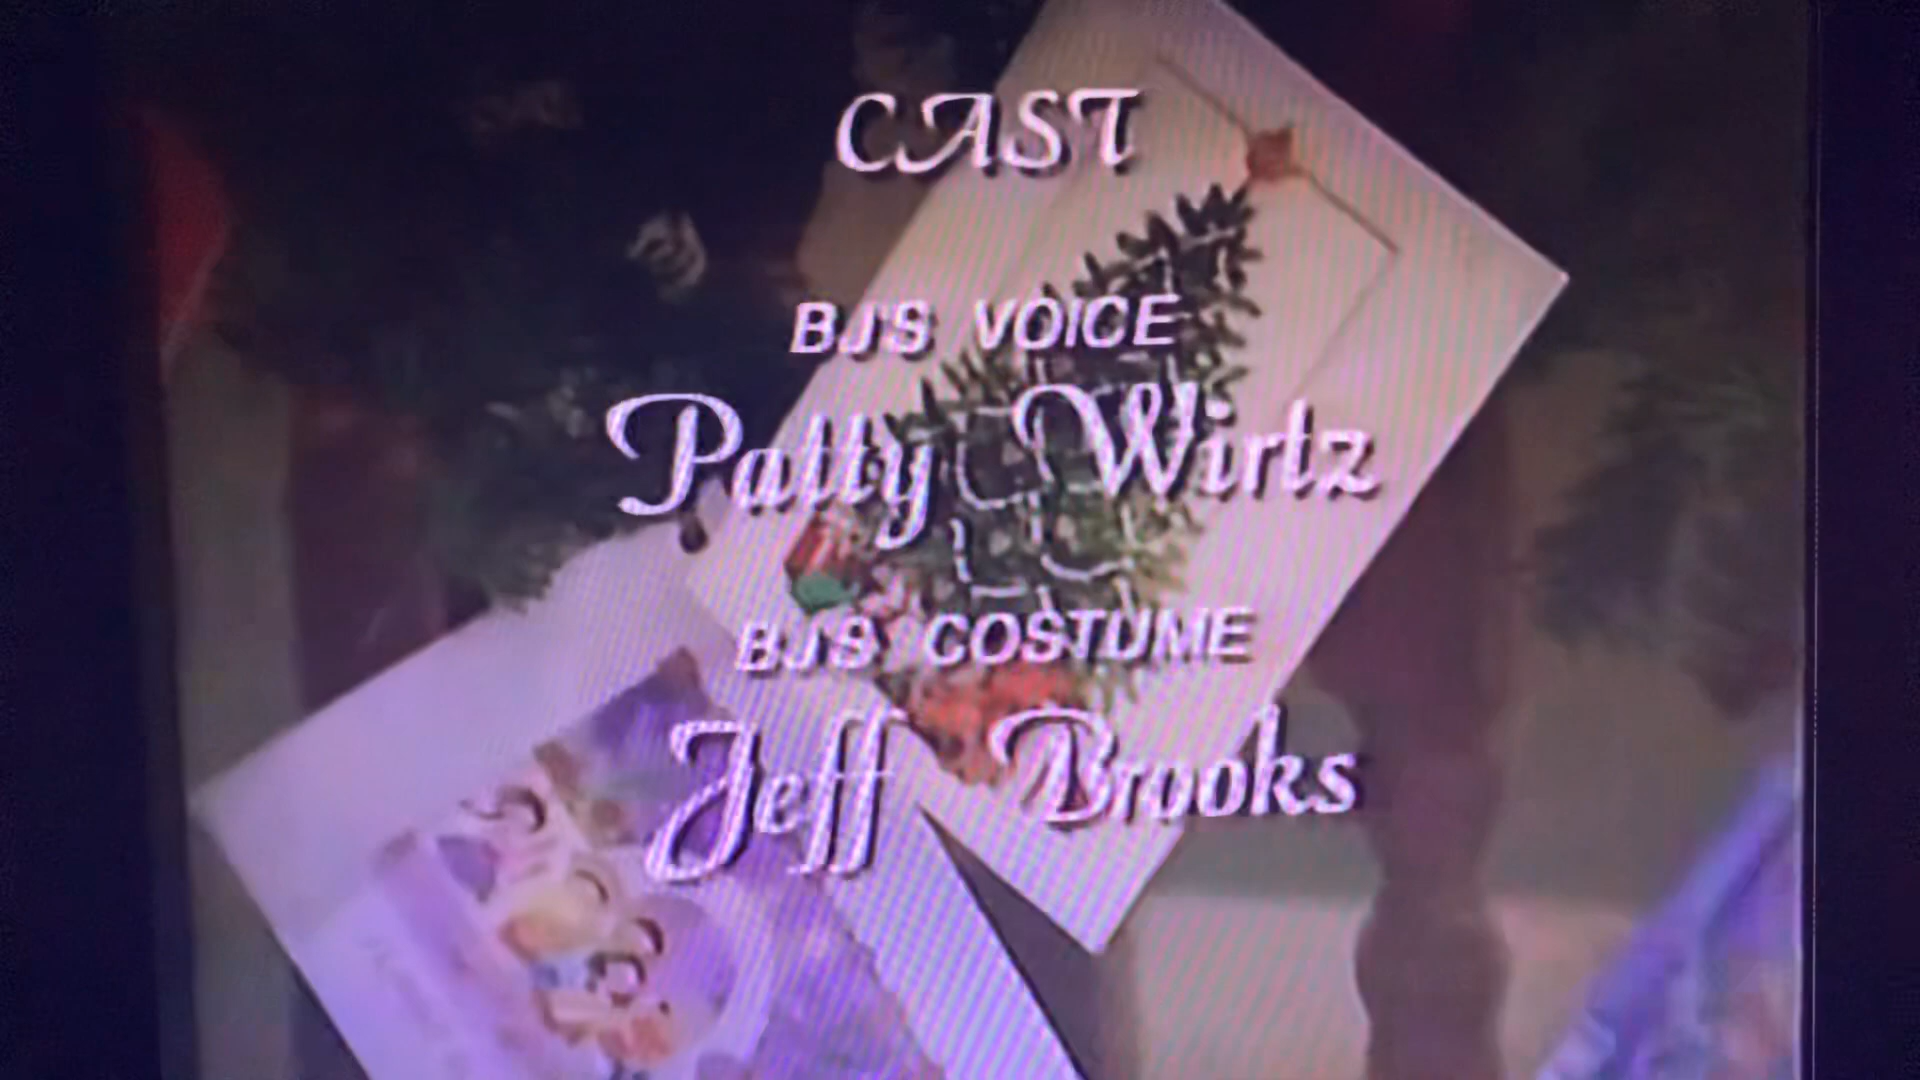 CAST
BJ'S VOICE
Patty Wirtz
BJ'S COSTUME
Jeff Brooks